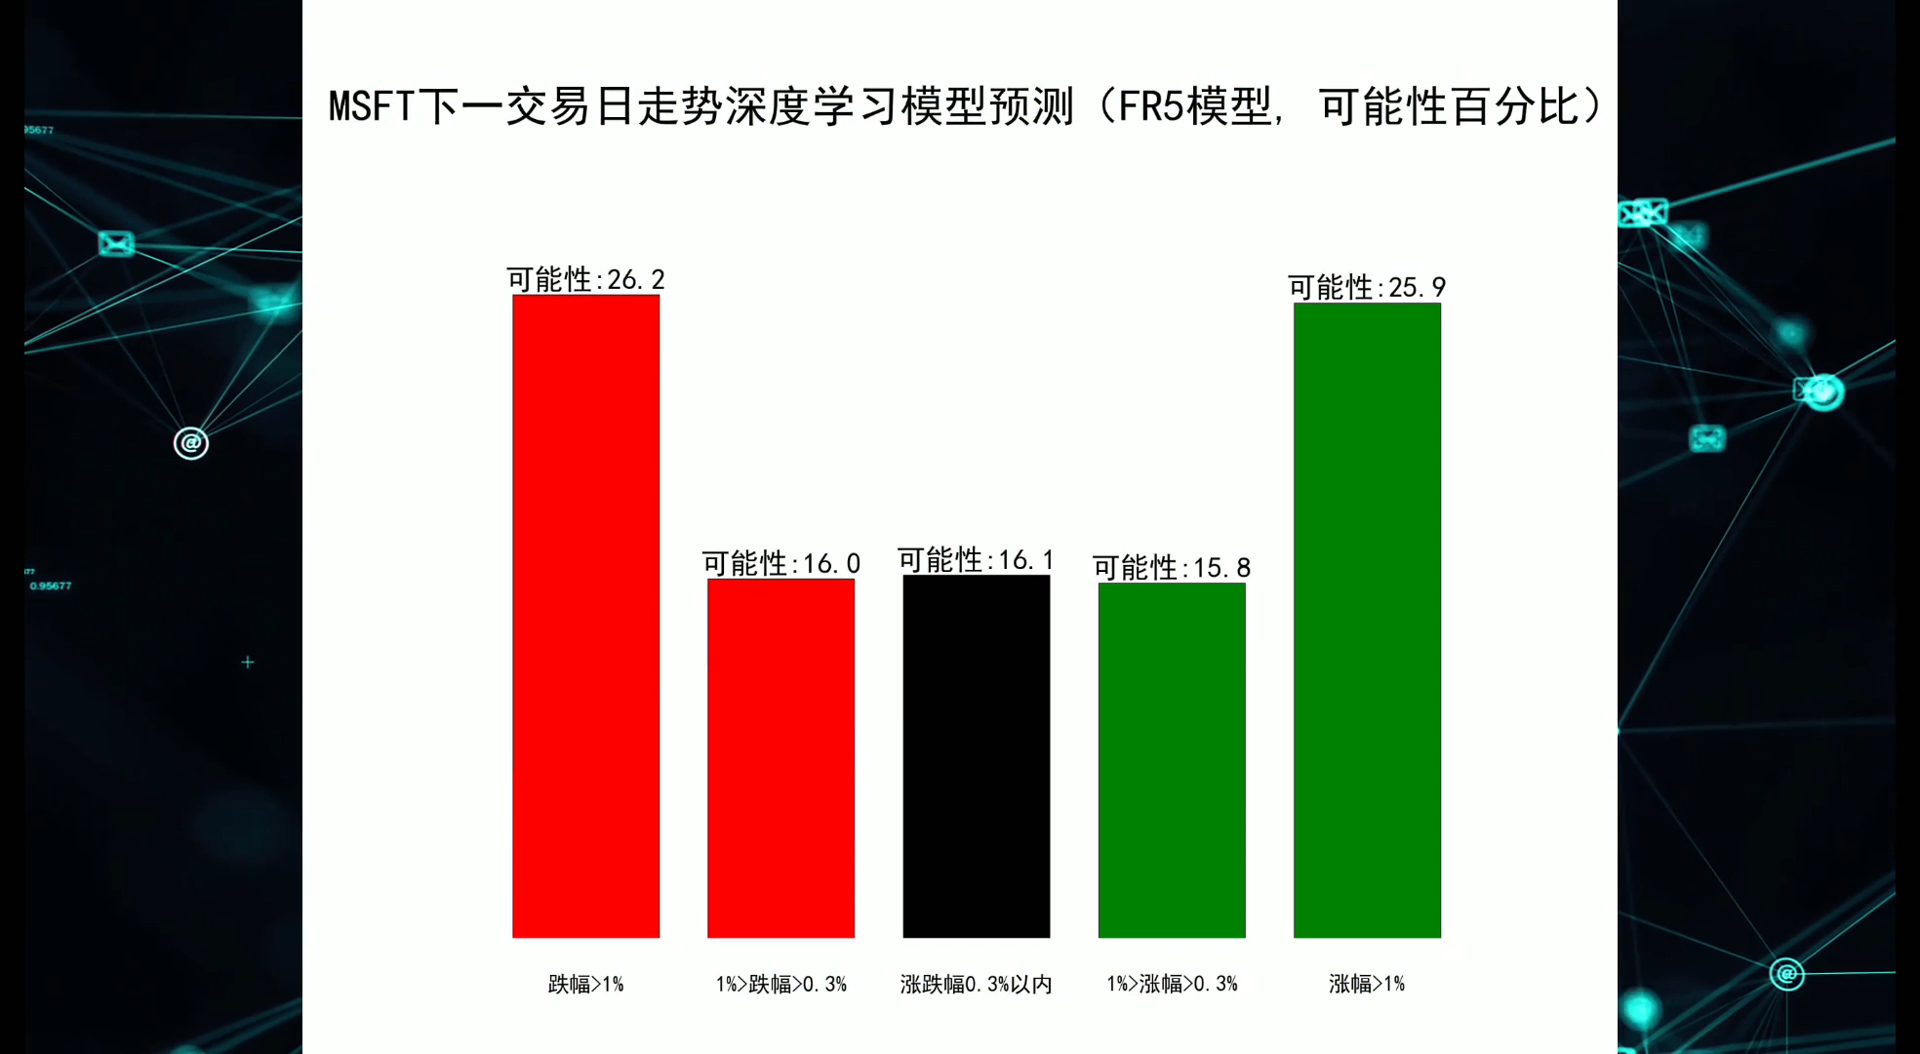 MSFT下一交易日走势深度学习模型预测（FR5模型, 可能性百分比）
95677
可能性:26.2
可能性:25.9
可能性:16.0
可能性:16.1
可能性:15.8
0.95677
跌幅>1%
1%>跌幅>0.3%
涨跌幅0.3%以内
1%>涨幅>0.3%
涨幅>1%